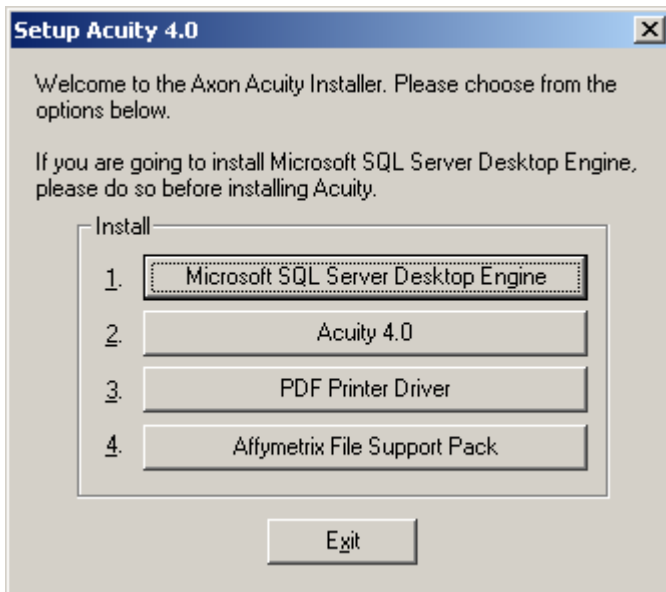 Setup Acuity 4.0
Welcome to the Axon Acuity Installer. Please choose from the
options below.
If you are going to install Microsoft SQL Server Desktop Engine,
please do so before installing Acuity.
Install
1. Microsoft SQL Server Desktop Engine
2. Acuity 4.0
3. PDF Printer Driver
4. Affymetrix File Support Pack
Exit